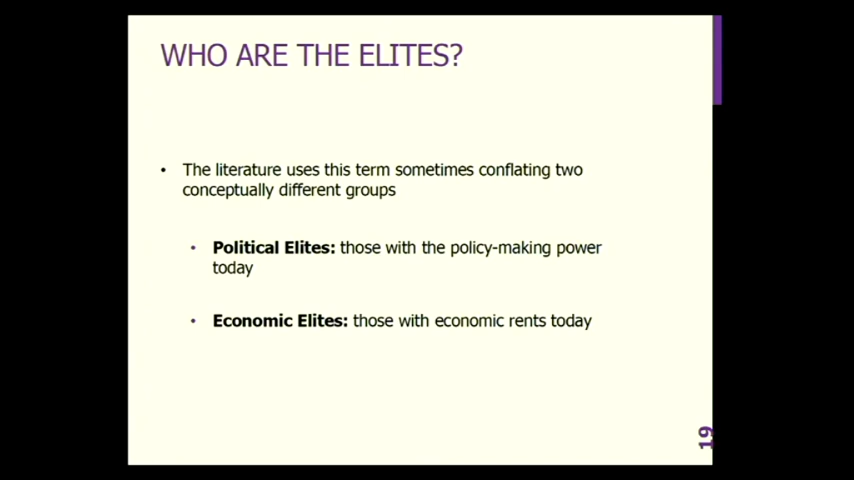 WHO ARE THE ELITES?
• The literature uses this term sometimes conflating two
conceptually different groups
• Political Elites: those with the policy-making power
today
• Economic Elites: those with economic rents today
19